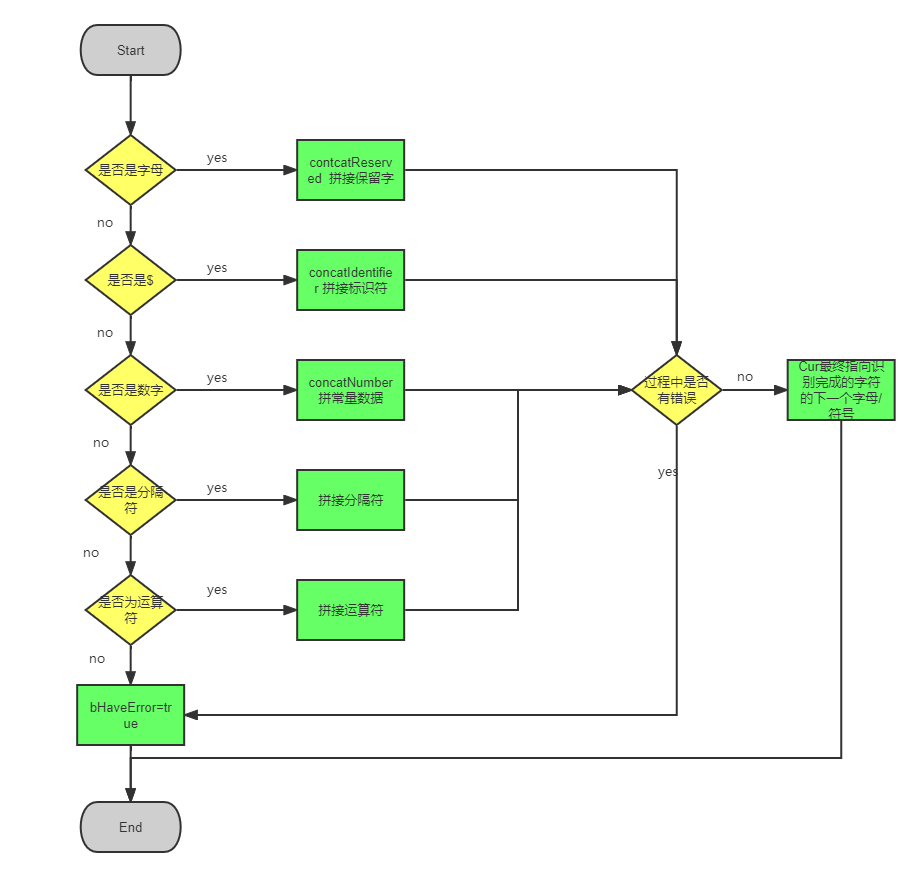 Start
是否是字母
yes
contcatReserv
ed 拼接保留字
no
是否是$
yes
concatIdentifie
r 拼接标识符
no
是否是数字
yes
concatNumber
拼常量数据
过程中是否
有错误
no
Cur最终指向识
别完成的字符
的下一个字母/
符号
no
是否是分隔
符
yes
拼接分隔符
yes
no
是否为运算
符
yes
拼接运算符
no
bHaveError=tr
ue
End